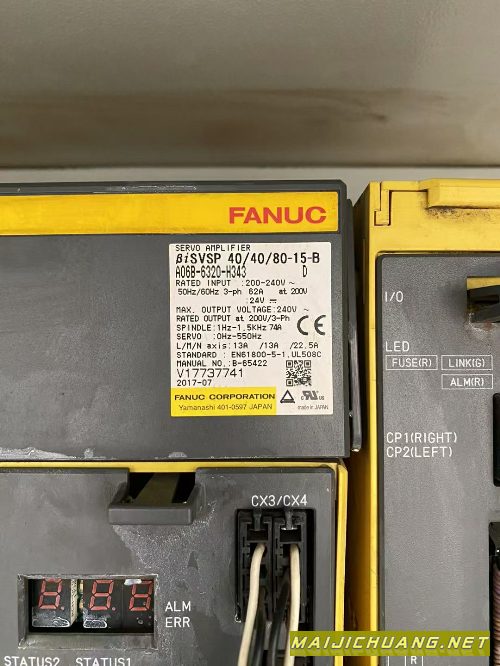 FANUC
SERVO AMPLIFIER
βiSVSP 40/40/80-15-B
A06B-6320-H343 D
RATED INPUT : 200-240V ~
50Hz/60Hz 3-ph 62A at 200V
:24V ⎓
MAX. OUTPUT VOLTAGE: 240V ~
RATED OUTPUT at 200V/3-Ph
SPINDLE: 1Hz-1.5KHz 74A
SERVO : 0Hz-550Hz
L/M/N axis: 13A /13A /22.5A
STANDARD : EN61800-5-1, UL508C
MANUAL NO.: B-65422
V17737741
2017-07
FANUC CORPORATION
Yamanashi 401-0597 JAPAN
CE
made in JAPAN
I/O
LED
FUSE(R) LINK(G)
ALM(R)
CP1(RIGHT)
CP2(LEFT)
CX3/CX4
ALM
ERR
STATUS2 STATUS1
[R]
MAIJICHUANG.NET